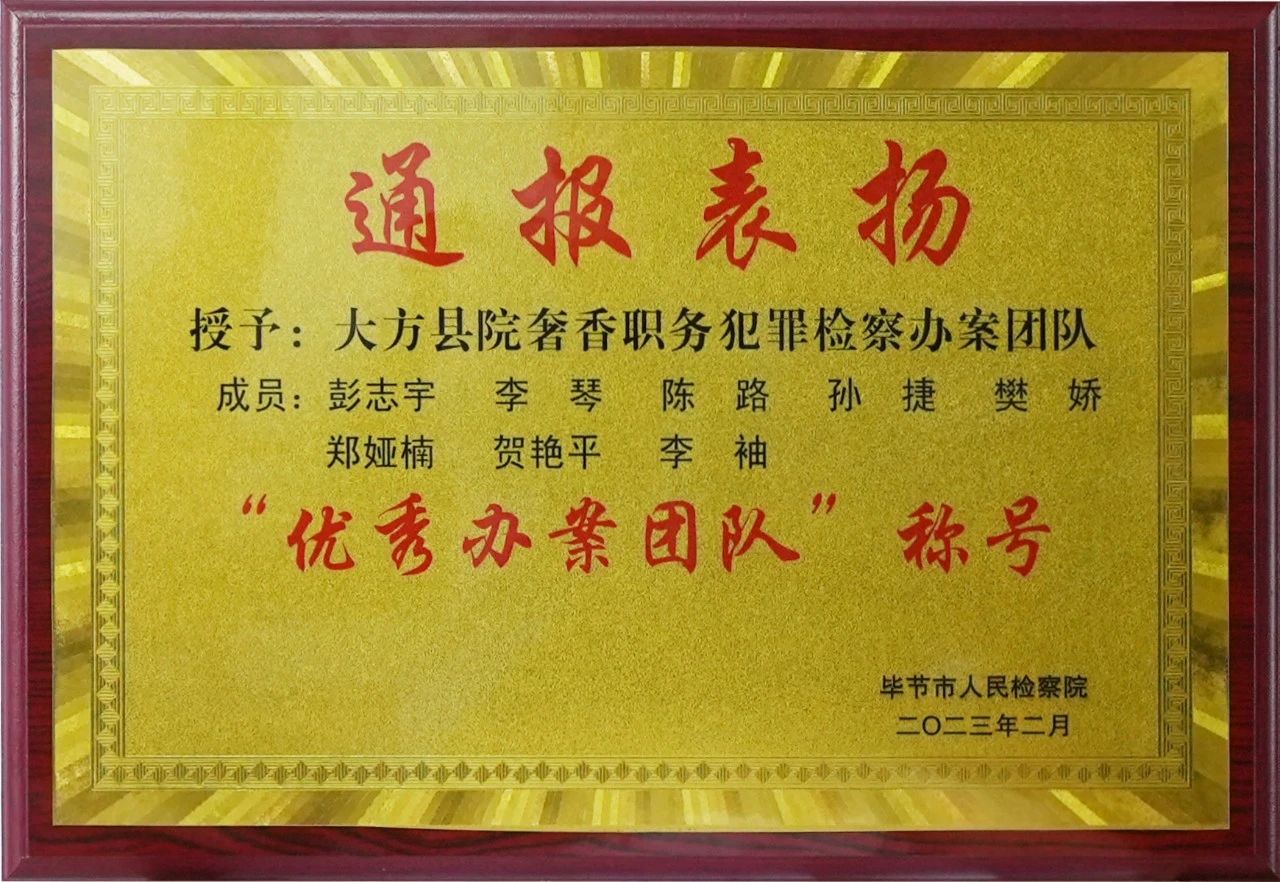 通报表扬
授予：大方县院奢香职务犯罪检察办案团队
成员：彭志宇 李琴 陈路 孙捷 樊娇
郑娅楠 贺艳平 李袖
“优秀办案团队”称号
毕节市人民检察院
二〇二三年二月